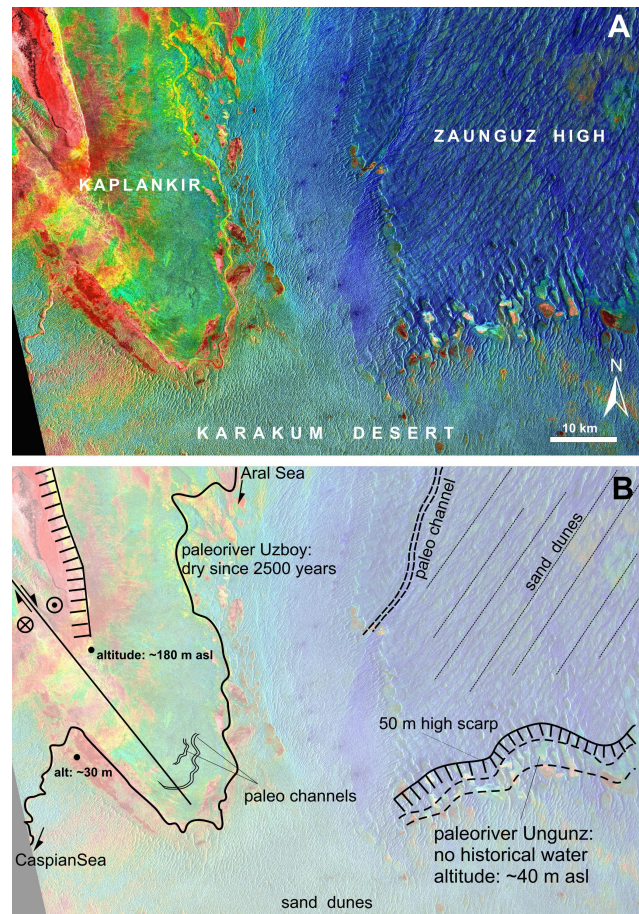 A
ZAUNGUZ HIGH
KAPLANKIR
N
10 km
KARAKUM DESERT
B
Aral Sea
paleoriver Uzboy:
dry since 2500 years
paleo channel
sand dunes
altitude: ~180 m asl
50 m high scarp
alt: ~30 m
paleo channels
paleoriver Ungunz:
no historical water
altitude: ~40 m asl
CaspianSea
sand dunes